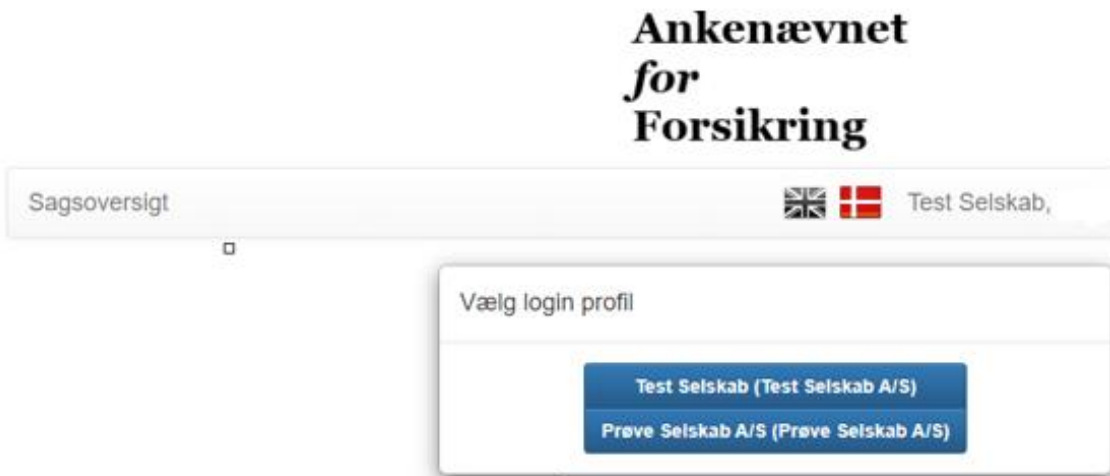 Ankenævnet
for
Forsikring
Sagsoversigt
Test Selskab,
Vælg login profil
Test Selskab (Test Selskab A/S)
Prøve Selskab A/S (Prøve Selskab A/S)